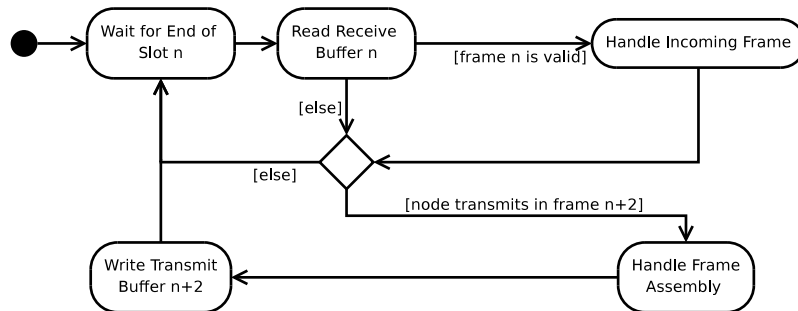 Wait for End of
Slot n
Read Receive
Buffer n
[frame n is valid]
Handle Incoming Frame
[else]
[else]
[node transmits in frame n+2]
Write Transmit
Buffer n+2
Handle Frame
Assembly